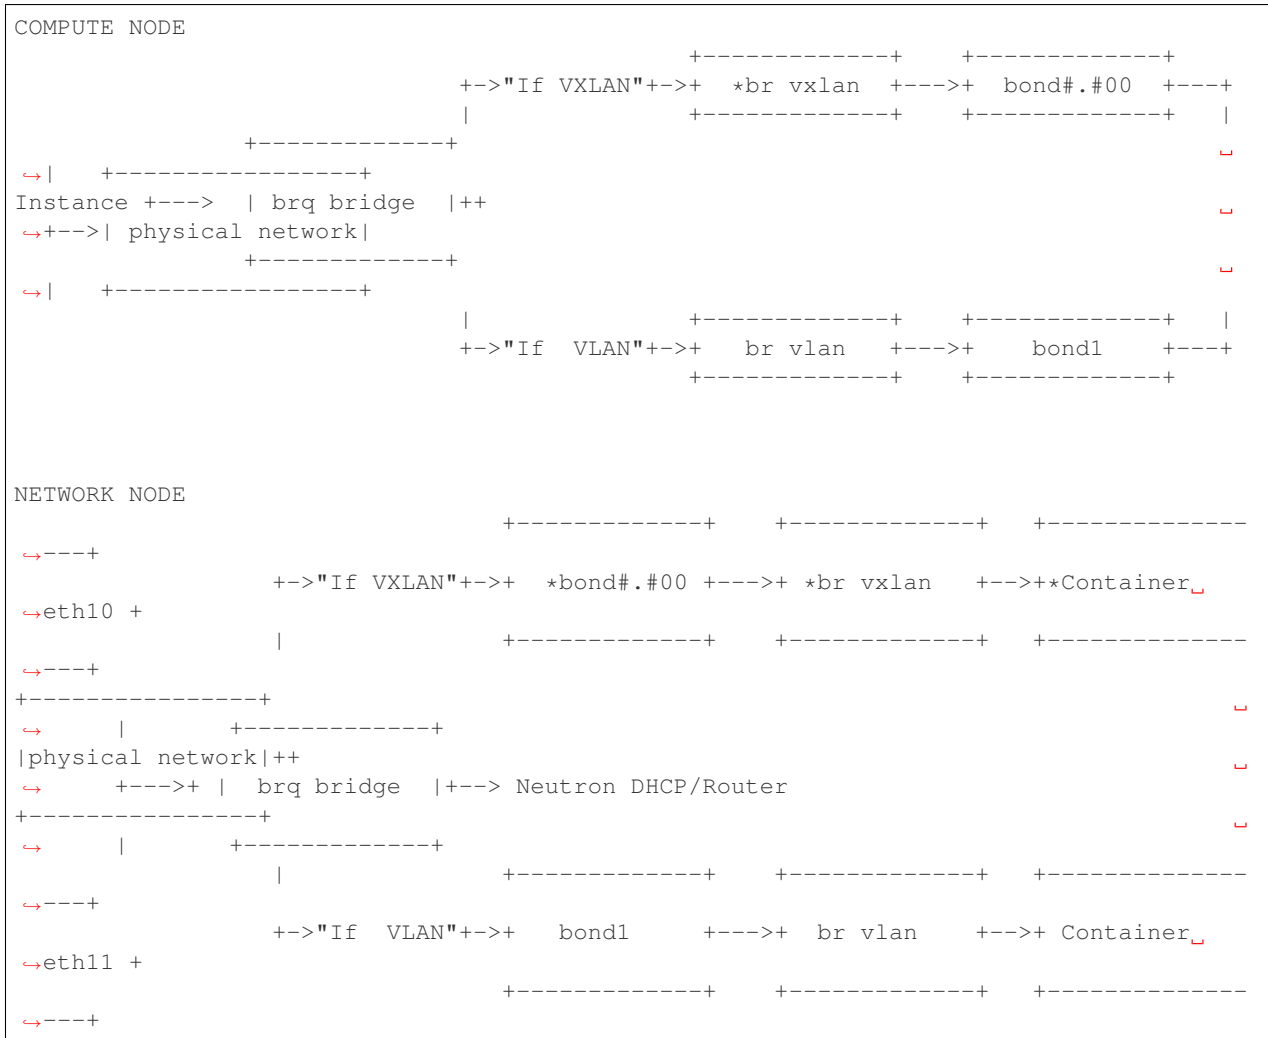 COMPUTE NODE
                                                +-------------+    +-------------+
                               +->"If VXLAN"+->+  *br vxlan  +--->+  bond#.#00  +---+
                               |               +-------------+    +-------------+   |
                +-------------+                                                     ␣
↪|   +-----------------+
Instance +--->  | brq bridge  |++                                                   ␣
↪+-->| physical network|
                +-------------+                                                     ␣
↪|   +-----------------+
                               |               +-------------+    +-------------+   |
                               +->"If  VLAN"+->+   br vlan   +--->+    bond1    +---+
                                               +-------------+    +-------------+
NETWORK NODE
                                  +-------------+    +-------------+   +--------------
↪---+
                  +->"If VXLAN"+->+  *bond#.#00 +--->+ *br vxlan   +-->+*Container␣
↪eth10 +
                  |               +-------------+    +-------------+   +--------------
↪---+
+----------------+                                                                   ␣
↪      |       +-------------+
|physical network|++                                                                 ␣
↪      +--->+ |  brq bridge  |+--> Neutron DHCP/Router
+----------------+                                                                   ␣
↪      |       +-------------+
                  |               +-------------+    +-------------+   +--------------
↪---+
                  +->"If  VLAN"+->+   bond1     +--->+  br vlan    +-->+ Container␣
↪eth11 +
                                  +-------------+    +-------------+   +--------------
↪---+